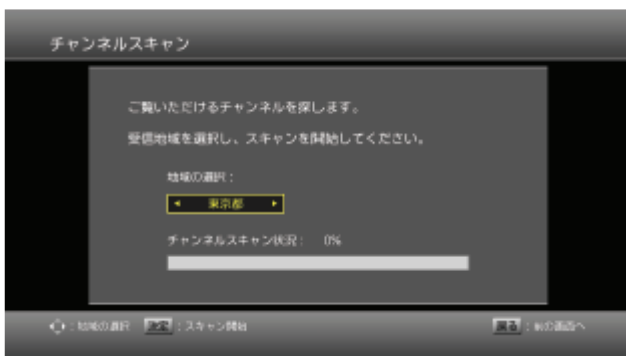 チャンネルスキャン
ご覧いただけるチャンネルを探します。
受信地域を選択し、スキャンを開始してください。
地域の選択:
◀ 東京都 ▶
チャンネルスキャン状況: 0%
:地域の選択 決定:スキャン開始 戻る:前の画面へ